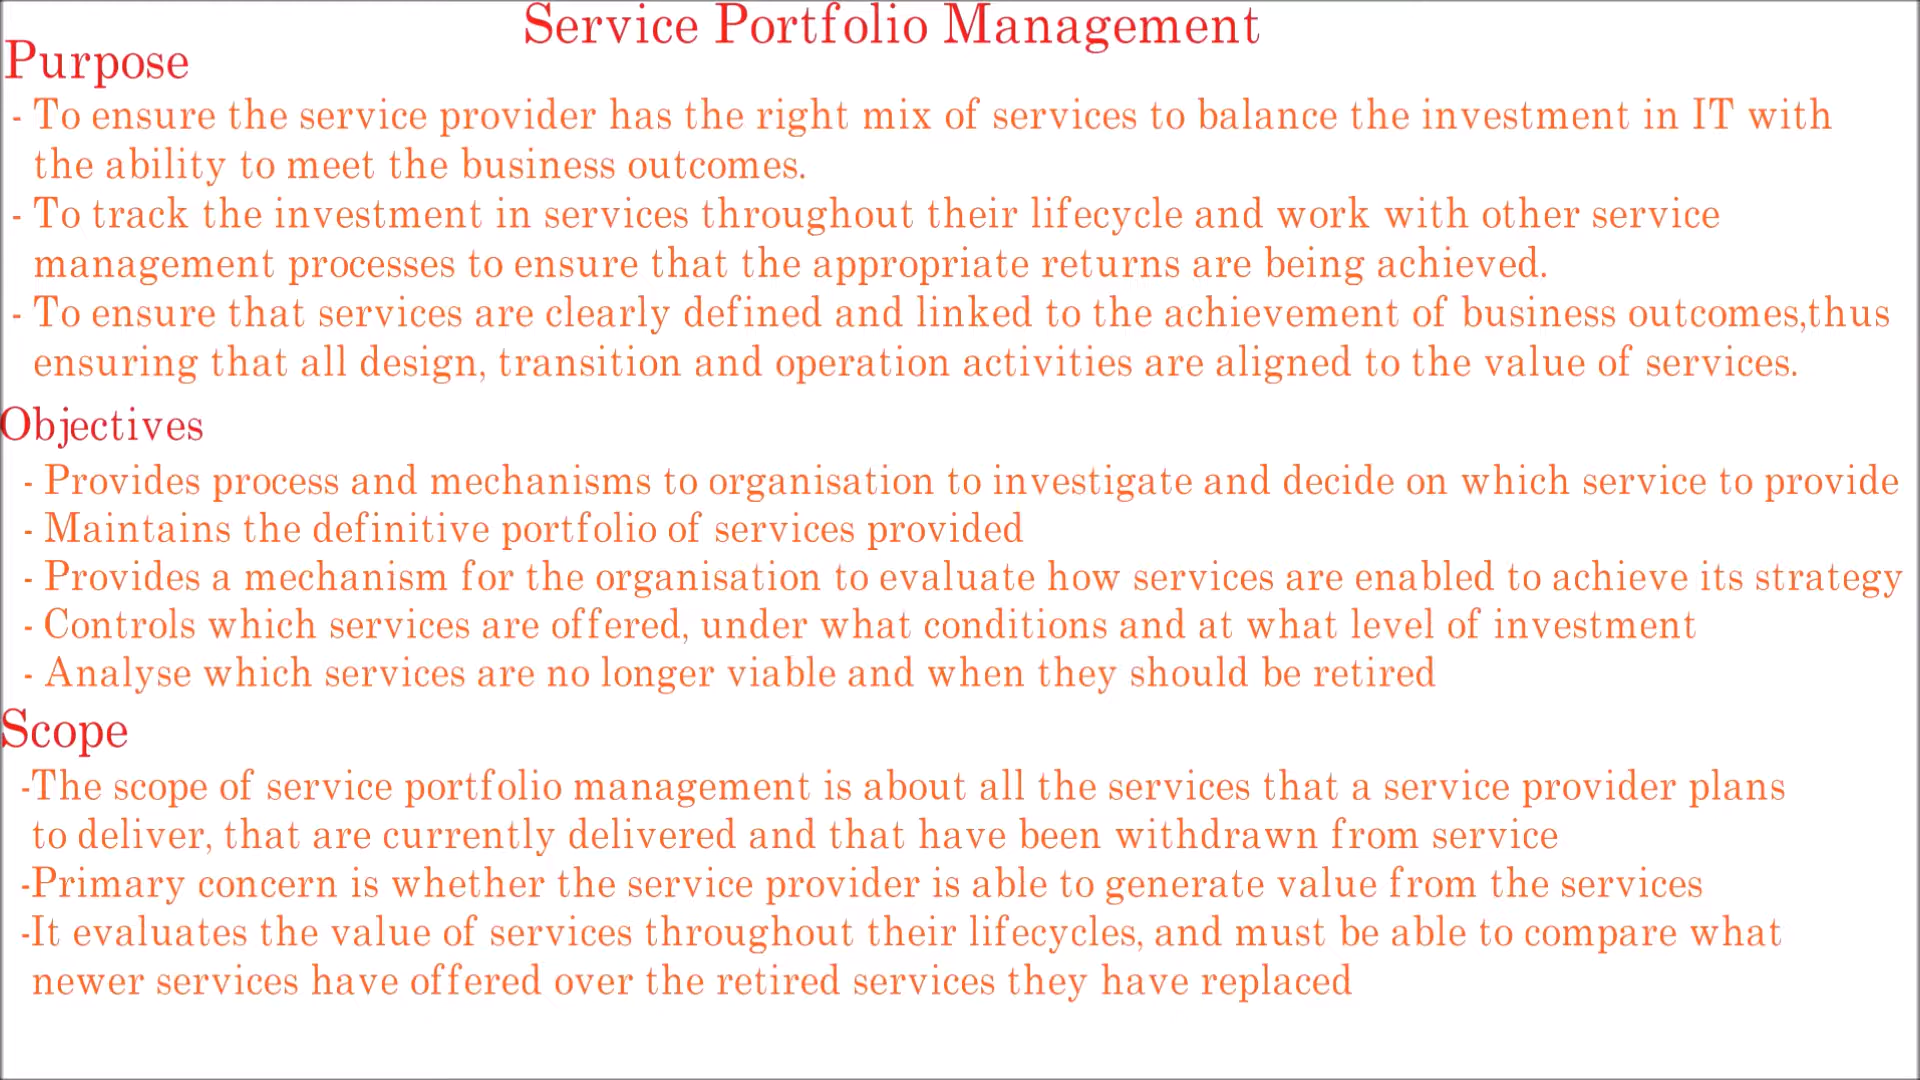 Service Portfolio Management
Purpose
- To ensure the service provider has the right mix of services to balance the investment in IT with
the ability to meet the business outcomes.
- To track the investment in services throughout their lifecycle and work with other service
management processes to ensure that the appropriate returns are being achieved.
- To ensure that services are clearly defined and linked to the achievement of business outcomes,thus
ensuring that all design, transition and operation activities are aligned to the value of services.
Objectives
- Provides process and mechanisms to organisation to investigate and decide on which service to provide
- Maintains the definitive portfolio of services provided
- Provides a mechanism for the organisation to evaluate how services are enabled to achieve its strategy
- Controls which services are offered, under what conditions and at what level of investment
- Analyse which services are no longer viable and when they should be retired
Scope
-The scope of service portfolio management is about all the services that a service provider plans
to deliver, that are currently delivered and that have been withdrawn from service
-Primary concern is whether the service provider is able to generate value from the services
-It evaluates the value of services throughout their lifecycles, and must be able to compare what
newer services have offered over the retired services they have replaced